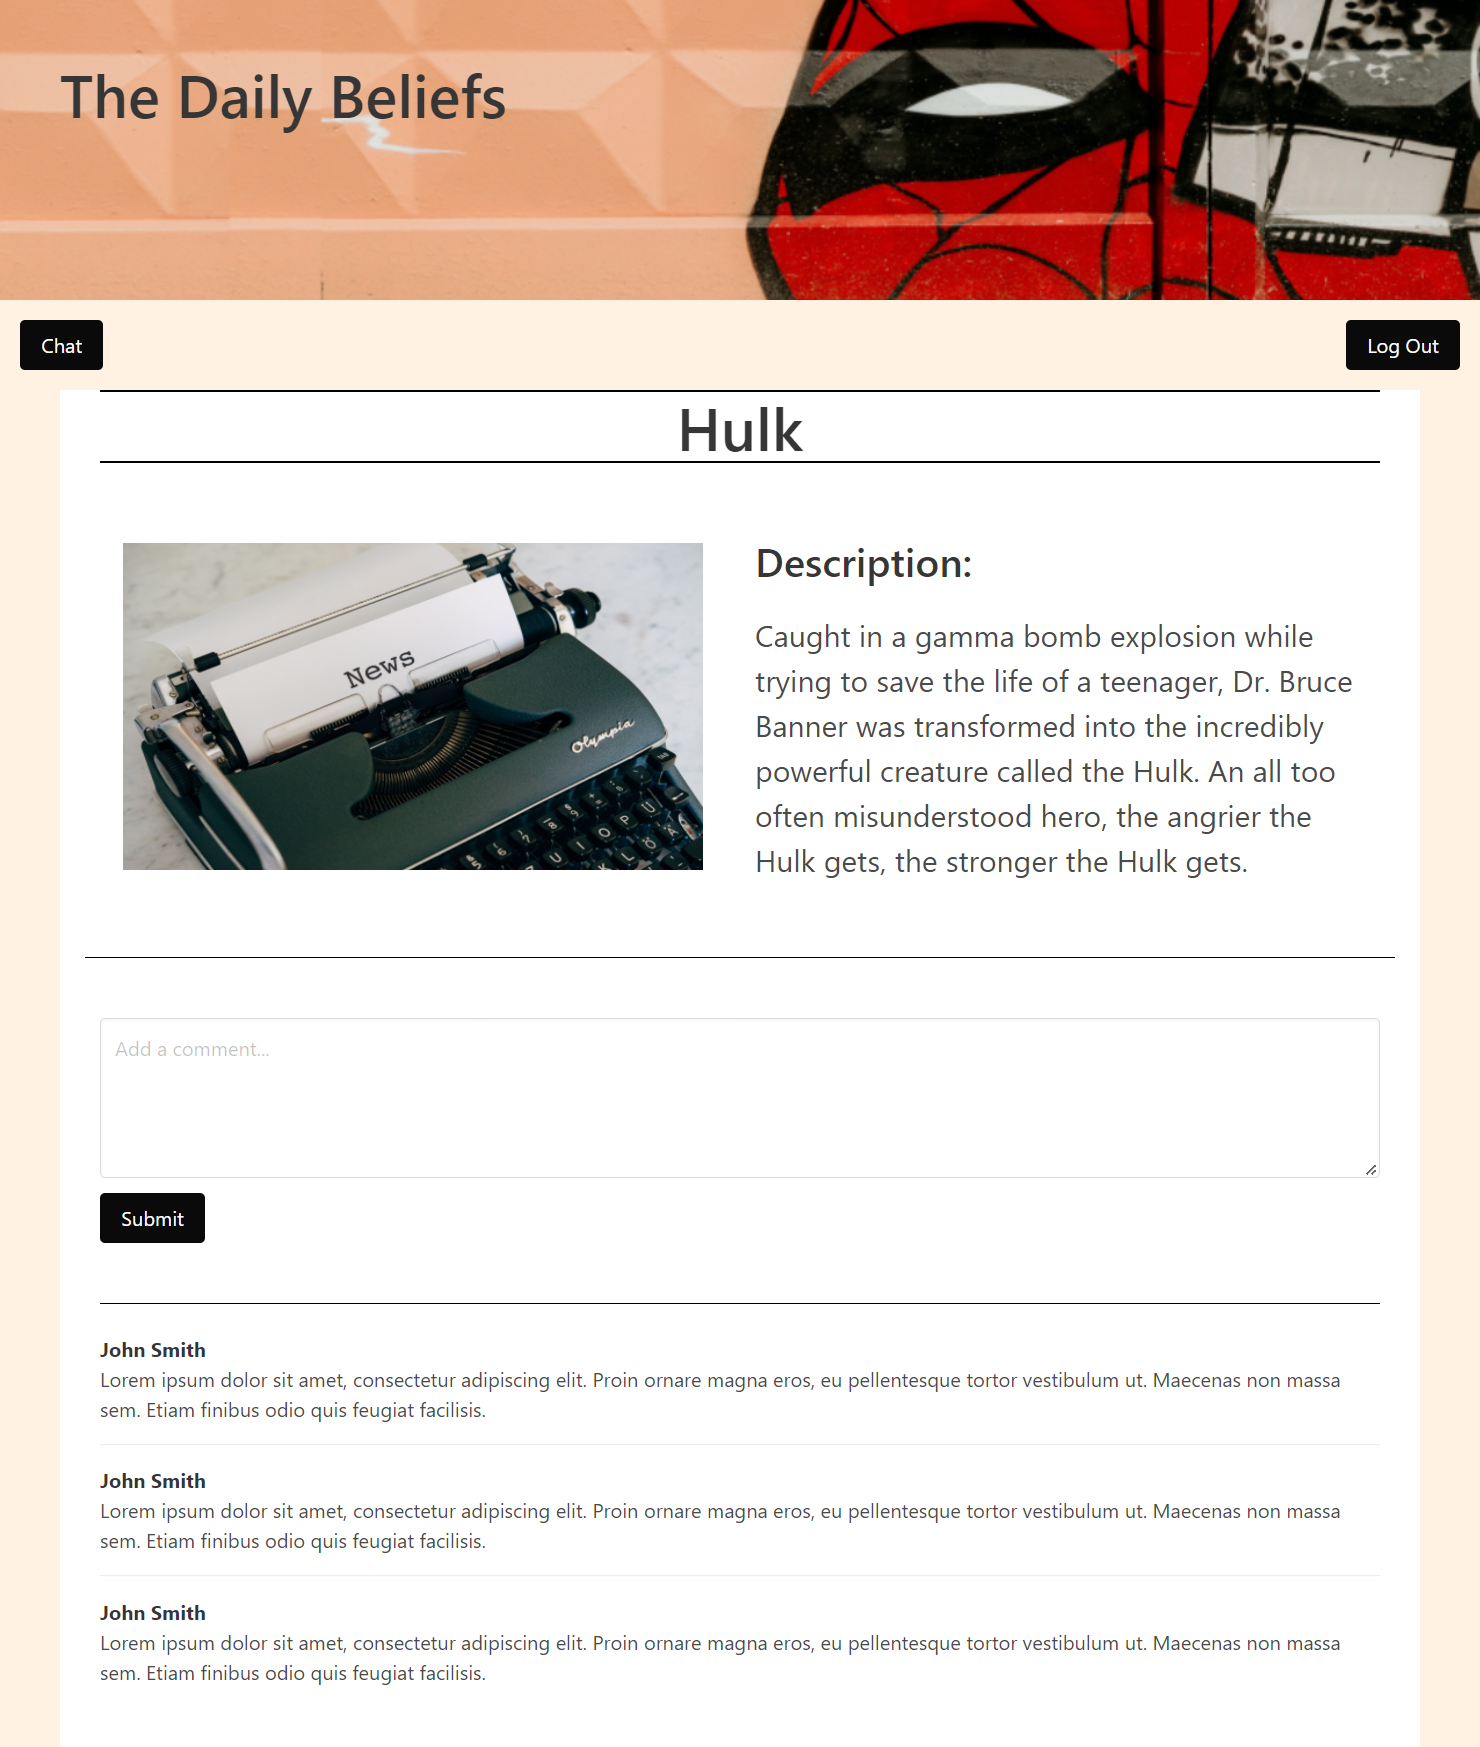 The Daily Beliefs
Chat
Log Out
Hulk
News
Olympia
5 6 7 8 9
U I O P Ü
K L Ö Ä
Description:
Caught in a gamma bomb explosion while
trying to save the life of a teenager, Dr. Bruce
Banner was transformed into the incredibly
powerful creature called the Hulk. An all too
often misunderstood hero, the angrier the
Hulk gets, the stronger the Hulk gets.
Add a comment...
Submit
John Smith
Lorem ipsum dolor sit amet, consectetur adipiscing elit. Proin ornare magna eros, eu pellentesque tortor vestibulum ut. Maecenas non massa
sem. Etiam finibus odio quis feugiat facilisis.
John Smith
Lorem ipsum dolor sit amet, consectetur adipiscing elit. Proin ornare magna eros, eu pellentesque tortor vestibulum ut. Maecenas non massa
sem. Etiam finibus odio quis feugiat facilisis.
John Smith
Lorem ipsum dolor sit amet, consectetur adipiscing elit. Proin ornare magna eros, eu pellentesque tortor vestibulum ut. Maecenas non massa
sem. Etiam finibus odio quis feugiat facilisis.